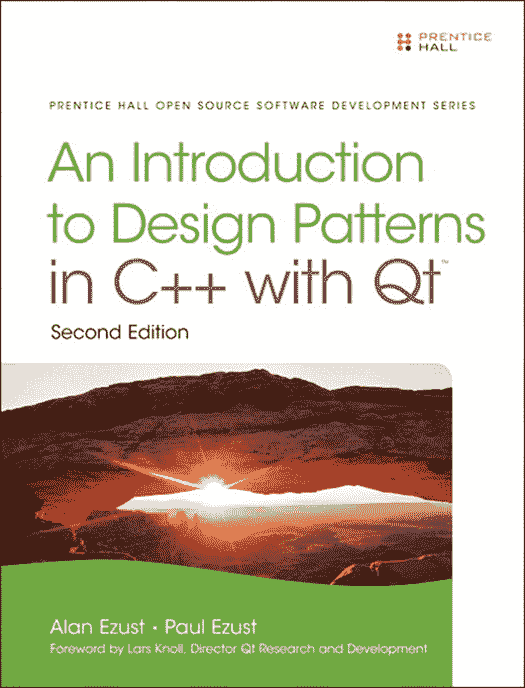 PRENTICE
HALL
PRENTICE HALL OPEN SOURCE SOFTWARE DEVELOPMENT SERIES
An Introduction
to Design Patterns
in C++ with Qt™
Second Edition
Alan Ezust • Paul Ezust
Foreword by Lars Knoll, Director Qt Research and Development